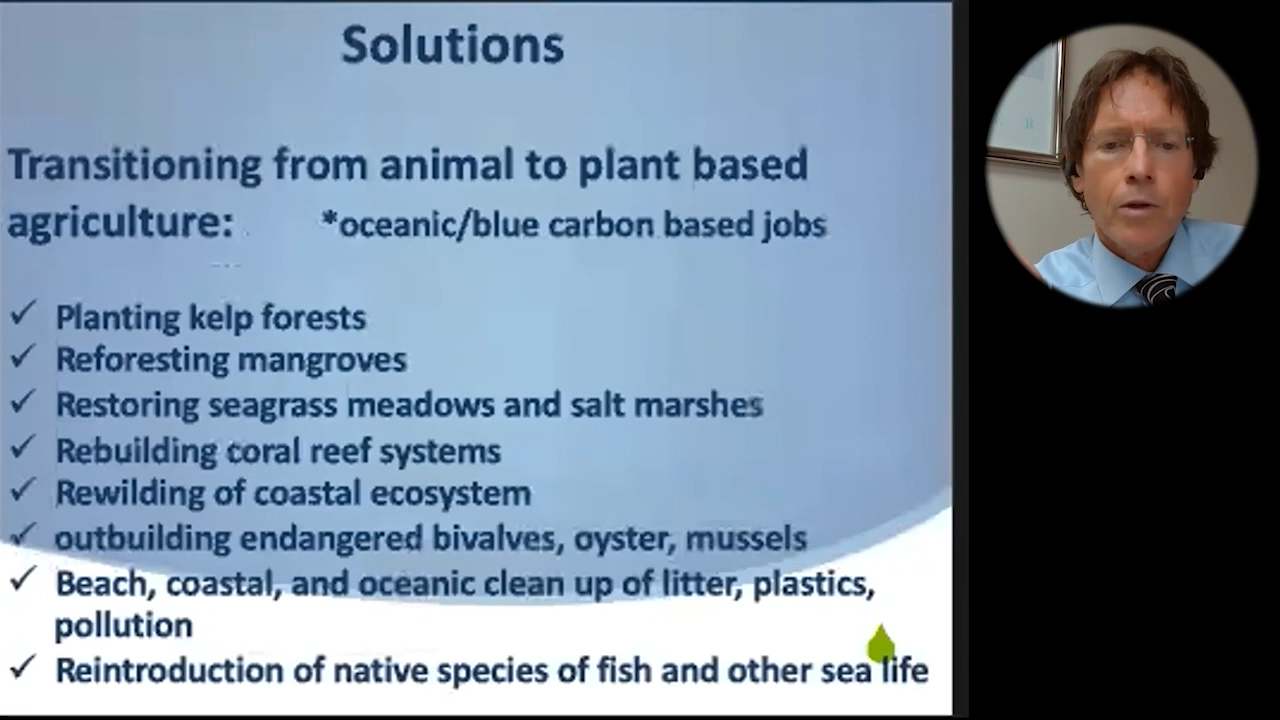 Solutions
Transitioning from animal to plant based
agriculture: *oceanic/blue carbon based jobs
✓ Planting kelp forests
✓ Reforesting mangroves
✓ Restoring seagrass meadows and salt marshes
✓ Rebuilding coral reef systems
✓ Rewilding of coastal ecosystem
✓ outbuilding endangered bivalves, oyster, mussels
✓ Beach, coastal, and oceanic clean up of litter, plastics,
pollution
✓ Reintroduction of native species of fish and other sea life